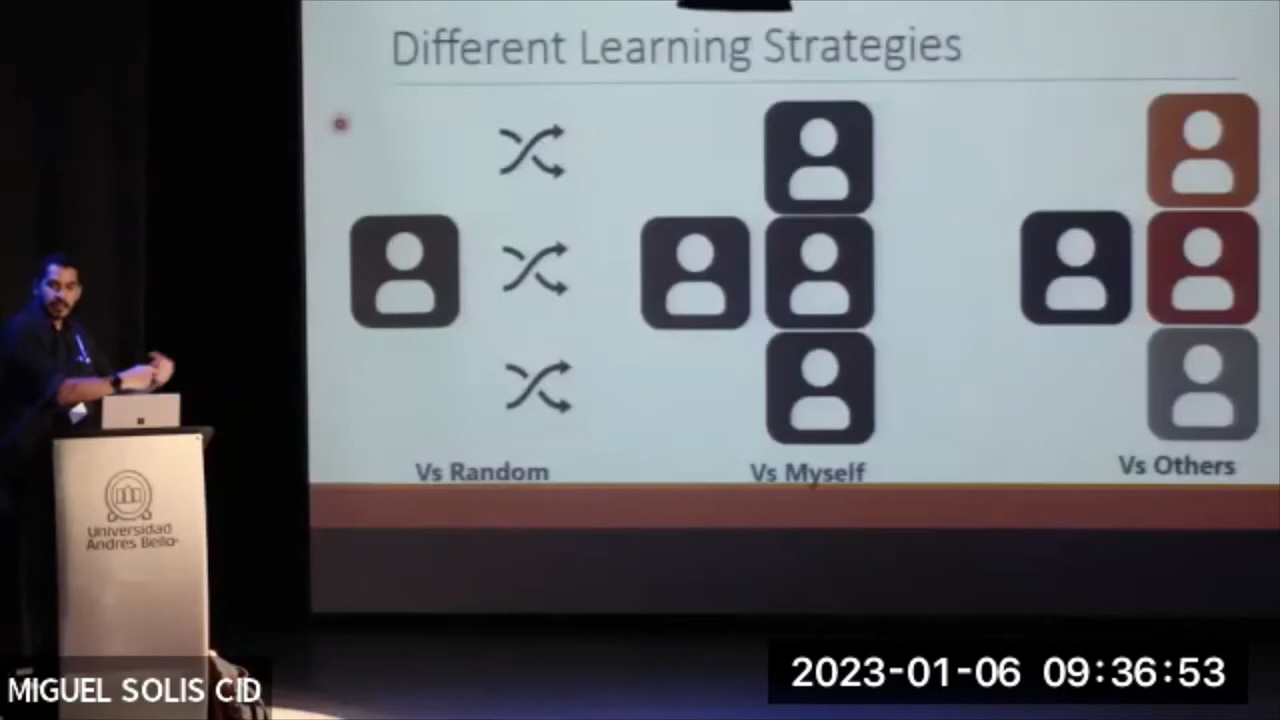 Different Learning Strategies
Vs Random
Vs Myself
Vs Others
Universidad
Andres Bello
MIGUEL SOLIS CID
2023-01-06 09:36:53